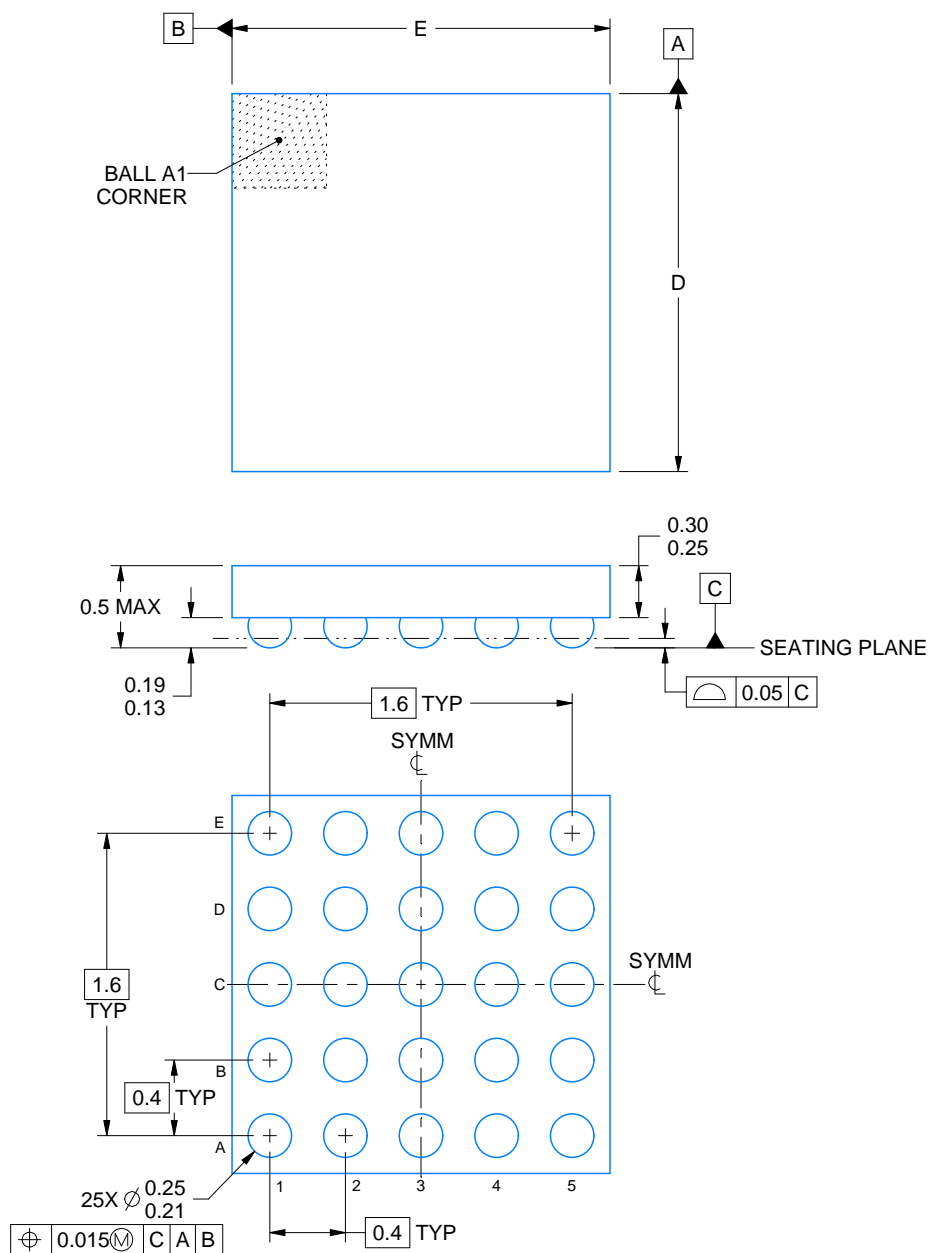 B
E
A
BALL A1
CORNER
D
0.30
0.25
0.5 MAX
C
SEATING PLANE
0.19
0.13
0.05 C
1.6 TYP
SYMM
℄
E
D
SYMM
℄
C
1.6
TYP
B
0.4 TYP
A
1 2 3 4 5
25X ∅ 0.25
0.21
⌖ 0.015Ⓜ C A B
0.4 TYP